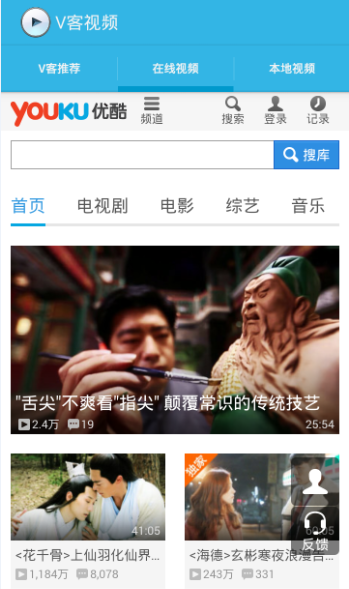 V客视频
V客推荐 在线视频 本地视频
YOUKU 优酷 频道 搜索 登录 记录
搜库
首页 电视剧 电影 综艺 音乐
"舌尖"不爽看"指尖" 颠覆常识的传统技艺
2.4万 19 25:54
独家
41:05
反馈
<花千骨>上仙羽化仙界... <海德>玄彬寒夜浪漫告...
1,184万 8,078 243万 331